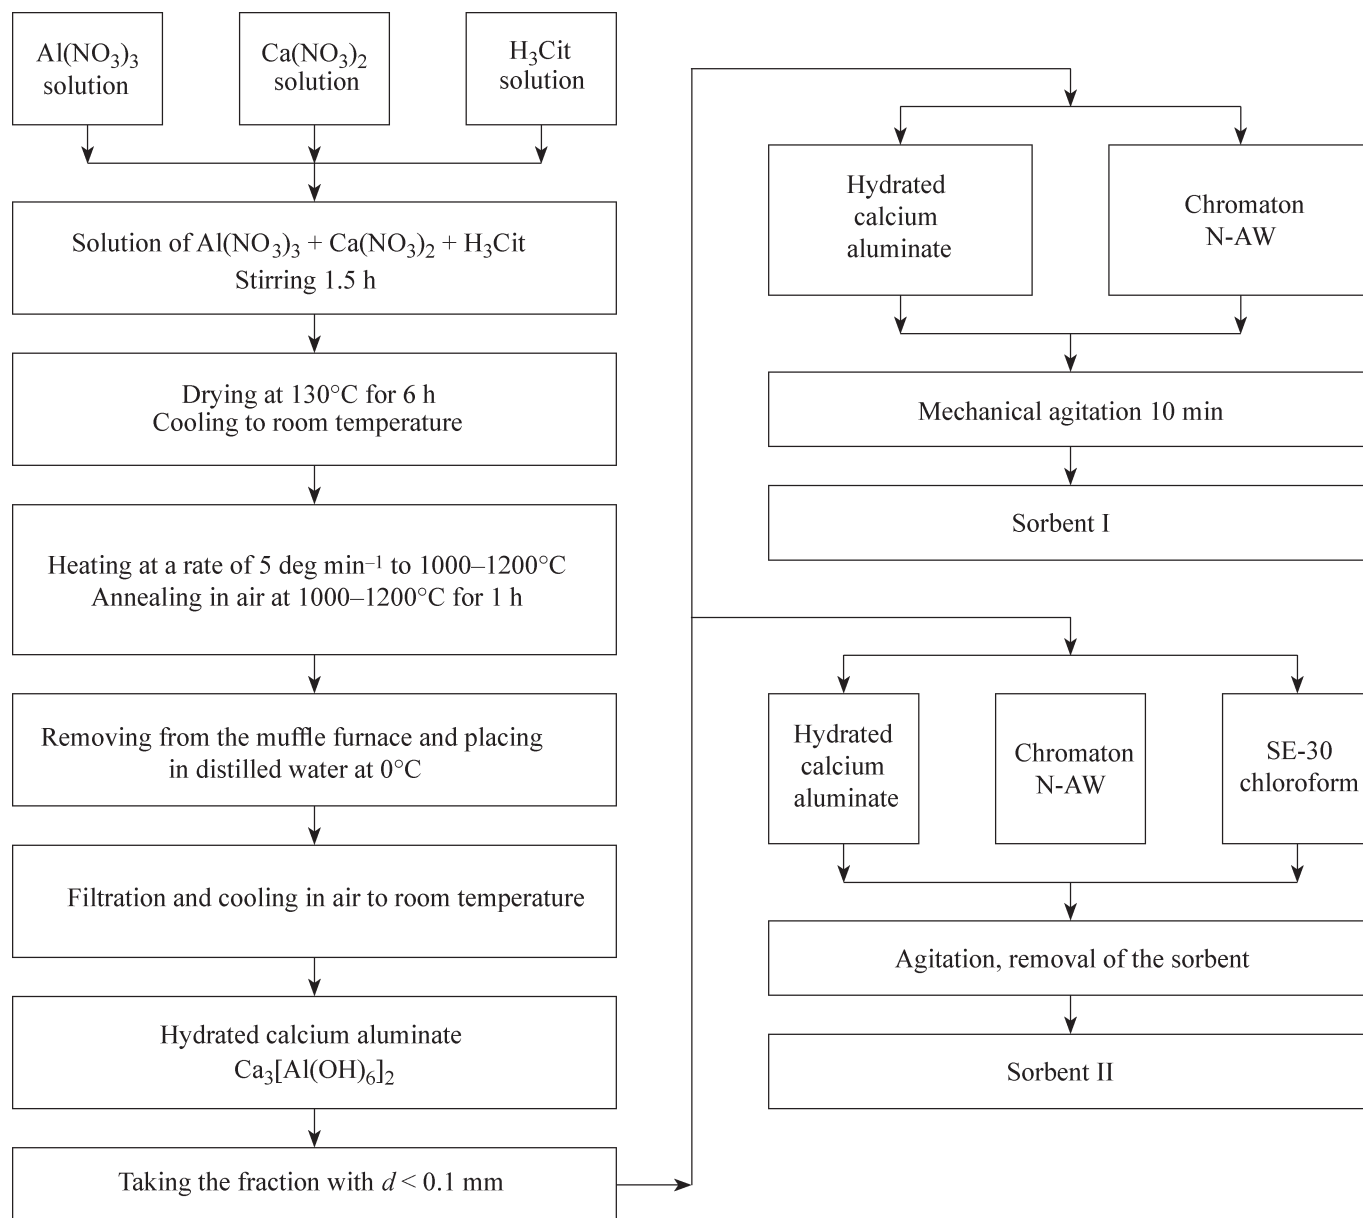 Al(NO₃)₃
solution
Ca(NO₃)₂
solution
H₃Cit
solution
Solution of Al(NO₃)₃ + Ca(NO₃)₂ + H₃Cit
Stirring 1.5 h
Drying at 130°C for 6 h
Cooling to room temperature
Heating at a rate of 5 deg min⁻¹ to 1000–1200°C
Annealing in air at 1000–1200°C for 1 h
Removing from the muffle furnace and placing
in distilled water at 0°C
Filtration and cooling in air to room temperature
Hydrated calcium aluminate
Ca₃[Al(OH)₆]₂
Taking the fraction with d < 0.1 mm
Hydrated
calcium
aluminate
Chromaton
N-AW
Mechanical agitation 10 min
Sorbent I
Hydrated
calcium
aluminate
Chromaton
N-AW
SE-30
chloroform
Agitation, removal of the sorbent
Sorbent II